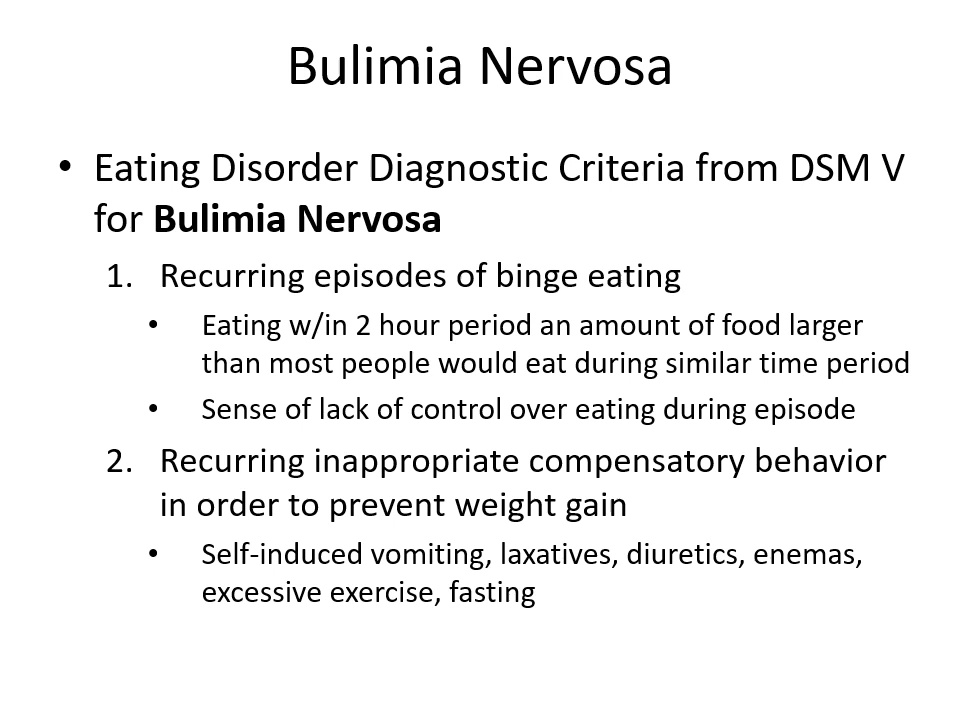 Bulimia Nervosa
• Eating Disorder Diagnostic Criteria from DSM V
for Bulimia Nervosa
1. Recurring episodes of binge eating
• Eating w/in 2 hour period an amount of food larger
than most people would eat during similar time period
• Sense of lack of control over eating during episode
2. Recurring inappropriate compensatory behavior
in order to prevent weight gain
• Self-induced vomiting, laxatives, diuretics, enemas,
excessive exercise, fasting